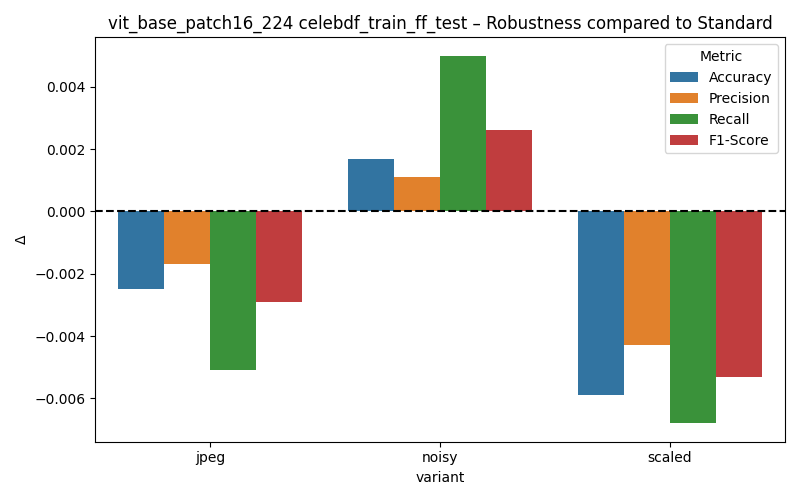 vit_base_patch16_224 celebdf_train_ff_test – Robustness compared to Standard
Metric
Accuracy
Precision
Recall
F1-Score
Δ
0.004
0.002
0.000
−0.002
−0.004
−0.006
jpeg noisy scaled
variant